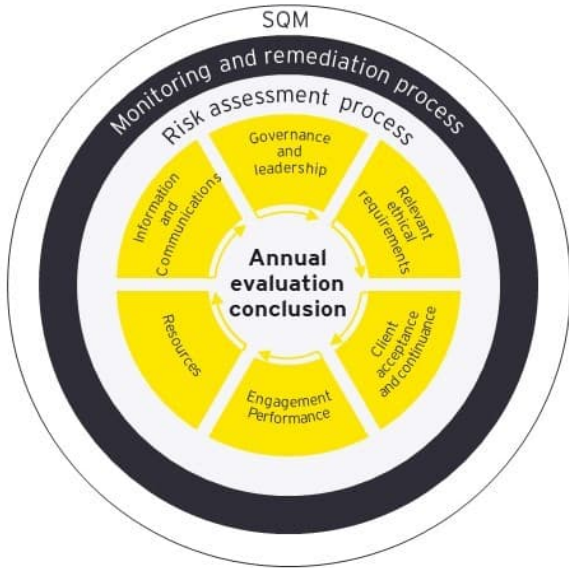 SQM
Monitoring and remediation process
Risk assessment process
Governance
and
leadership
Relevant
ethical
requirements
Client
acceptance
and continuance
Engagement
Performance
Resources
Information
and
Communications
Annual
evaluation
conclusion